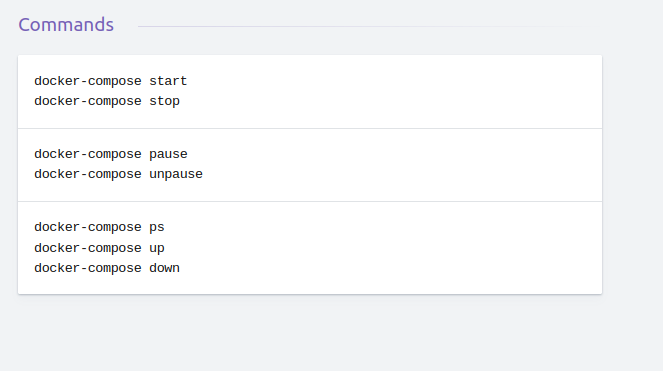 Commands
docker-compose start
docker-compose stop
docker-compose pause
docker-compose unpause
docker-compose ps
docker-compose up
docker-compose down